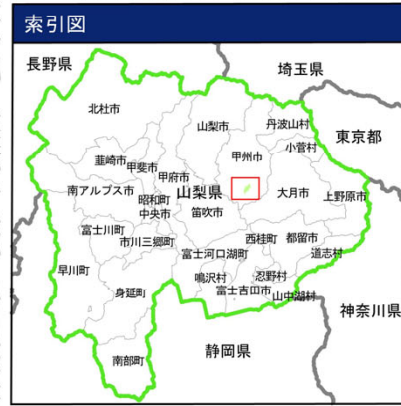 索引図
長野県
埼玉県
北杜市
山梨市
丹波山村
東京都
小菅村
甲州市
韮崎市
甲斐市
甲府市
南アルプス市
山梨県
大月市
上野原市
昭和町
中央市
笛吹市
富士川町
市川三郷町
西桂町
都留市
富士河口湖町
道志村
早川町
鳴沢村
忍野村
身延町
富士吉田市
山中湖村
神奈川県
静岡県
南部町